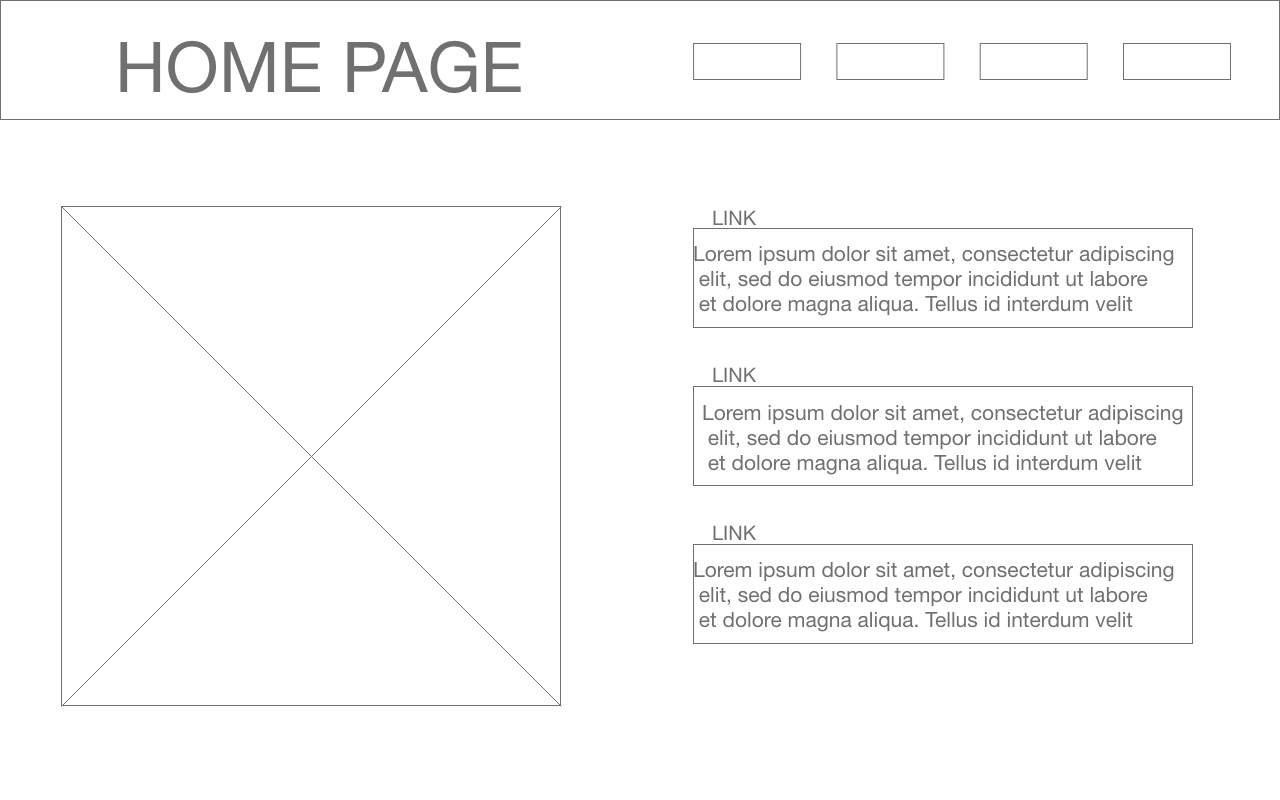 HOME PAGE
LINK
Lorem ipsum dolor sit amet, consectetur adipiscing
elit, sed do eiusmod tempor incididunt ut labore
et dolore magna aliqua. Tellus id interdum velit
LINK
Lorem ipsum dolor sit amet, consectetur adipiscing
elit, sed do eiusmod tempor incididunt ut labore
et dolore magna aliqua. Tellus id interdum velit
LINK
Lorem ipsum dolor sit amet, consectetur adipiscing
elit, sed do eiusmod tempor incididunt ut labore
et dolore magna aliqua. Tellus id interdum velit